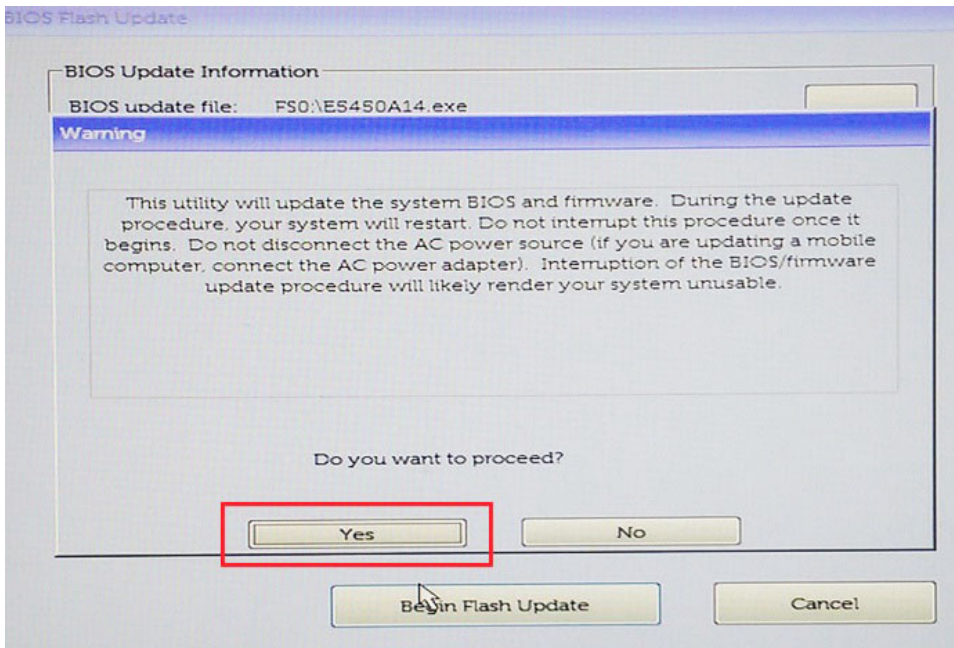 BIOS Flash Update
BIOS Update Information
BIOS update file: FS0:\E5450A14.exe
Warning
This utility will update the system BIOS and firmware. During the update
procedure, your system will restart. Do not interrupt this procedure once it
begins. Do not disconnect the AC power source (if you are updating a mobile
computer, connect the AC power adapter). Interruption of the BIOS/firmware
update procedure will likely render your system unusable.
Do you want to proceed?
Yes No
Begin Flash Update Cancel